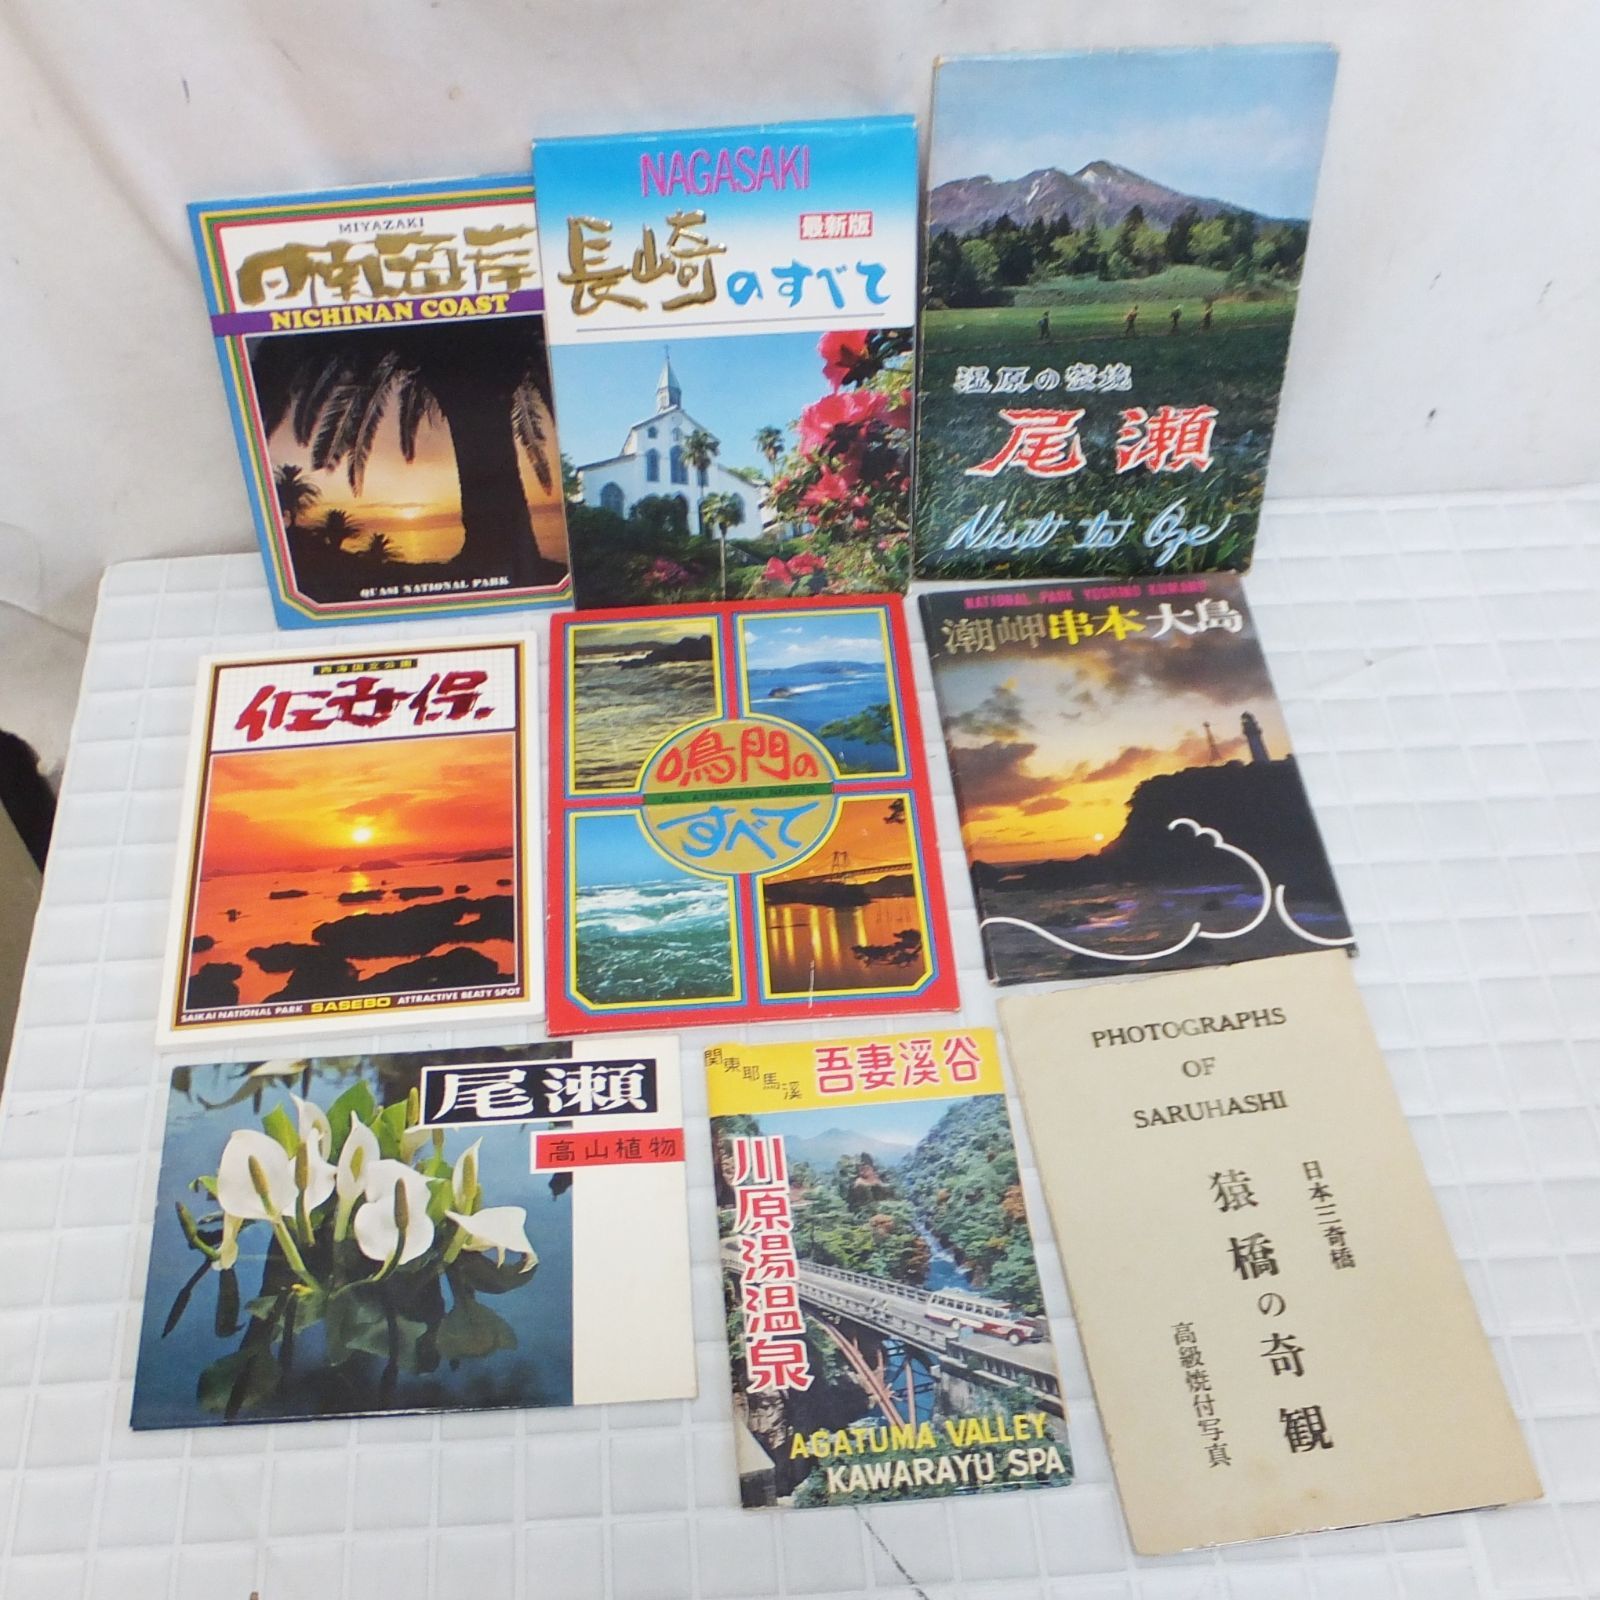 MIYAZAKI
日南海岸
NICHINAN COAST
QUASI NATIONAL PARK
NAGASAKI
最新版
長崎のすべて
湿原の霊境
尾瀬
Visit to Oze
西海国立公園
佐世保
SAIKAI NATIONAL PARK SASEBO ATTRACTIVE BEATY SPOT
鳴門の
ALL ATTRACTIVE NARUTO
すべて
NATIONAL PARK YOSHINO KUMANO
潮岬串本大島
尾瀬
高山植物
関東耶馬溪
吾妻溪谷
川原湯温泉
AGATUMA VALLEY
KAWARAYU SPA
PHOTOGRAPHS
OF
SARUHASHI
日本三奇橋
猿橋の奇観
高級焼付写真